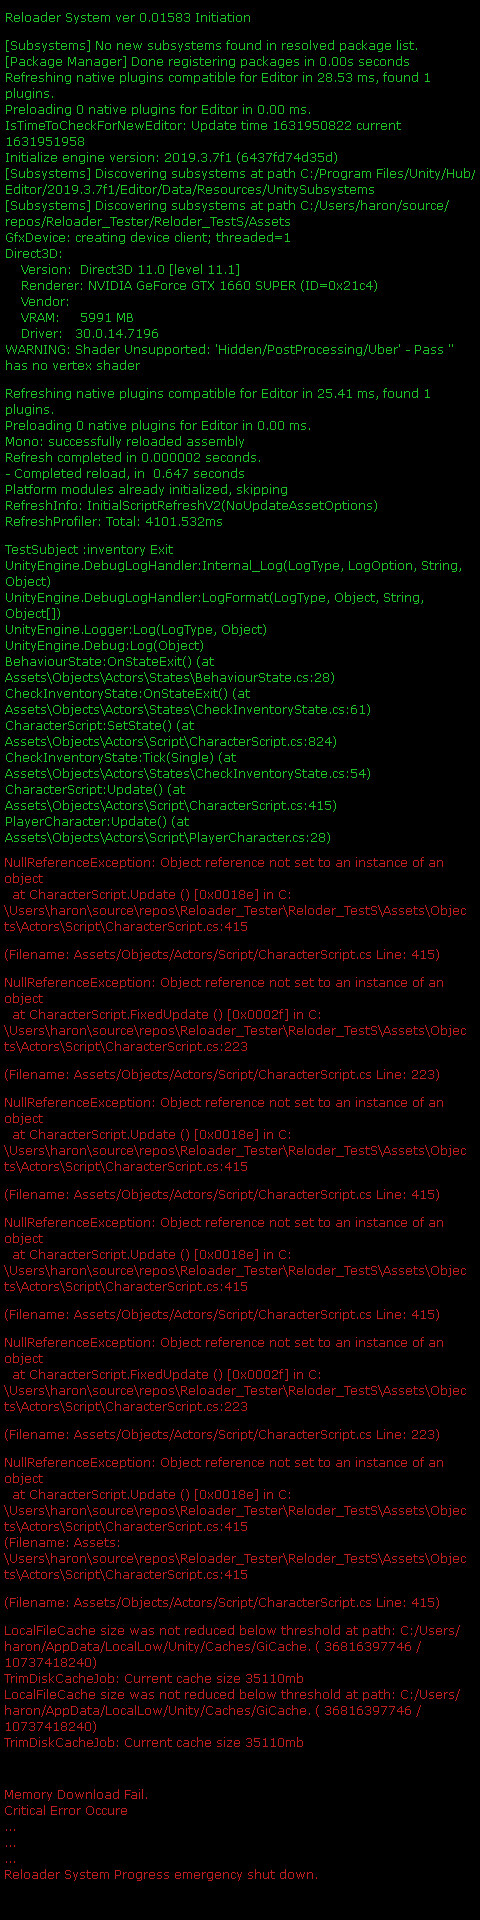 Reloader System ver 0.01583 Initiation
[Subsystems] No new subsystems found in resolved package list.
[Package Manager] Done registering packages in 0.00s seconds
Refreshing native plugins compatible for Editor in 28.53 ms, found 1
plugins.
Preloading 0 native plugins for Editor in 0.00 ms.
IsTimeToCheckForNewEditor: Update time 1631950822 current
1631951958
Initialize engine version: 2019.3.7f1 (6437fd74d35d)
[Subsystems] Discovering subsystems at path C:/Program Files/Unity/Hub/
Editor/2019.3.7f1/Editor/Data/Resources/UnitySubsystems
[Subsystems] Discovering subsystems at path C:/Users/haron/source/
repos/Reloader_Tester/Reloder_TestS/Assets
GfxDevice: creating device client; threaded=1
Direct3D:
Version:  Direct3D 11.0 [level 11.1]
Renderer: NVIDIA GeForce GTX 1660 SUPER (ID=0x21c4)
Vendor:
VRAM:     5991 MB
Driver:   30.0.14.7196
WARNING: Shader Unsupported: 'Hidden/PostProcessing/Uber' - Pass ''
has no vertex shader
Refreshing native plugins compatible for Editor in 25.41 ms, found 1
plugins.
Preloading 0 native plugins for Editor in 0.00 ms.
Mono: successfully reloaded assembly
Refresh completed in 0.000002 seconds.
- Completed reload, in  0.647 seconds
Platform modules already initialized, skipping
RefreshInfo: InitialScriptRefreshV2(NoUpdateAssetOptions)
RefreshProfiler: Total: 4101.532ms
TestSubject :inventory Exit
UnityEngine.DebugLogHandler:Internal_Log(LogType, LogOption, String,
Object)
UnityEngine.DebugLogHandler:LogFormat(LogType, Object, String,
Object[])
UnityEngine.Logger:Log(LogType, Object)
UnityEngine.Debug:Log(Object)
BehaviourState:OnStateExit() (at
Assets\Objects\Actors\States\BehaviourState.cs:28)
CheckInventoryState:OnStateExit() (at
Assets\Objects\Actors\States\CheckInventoryState.cs:61)
CharacterScript:SetState() (at
Assets\Objects\Actors\Script\CharacterScript.cs:824)
CheckInventoryState:Tick(Single) (at
Assets\Objects\Actors\States\CheckInventoryState.cs:54)
CharacterScript:Update() (at
Assets\Objects\Actors\Script\CharacterScript.cs:415)
PlayerCharacter:Update() (at
Assets\Objects\Actors\Script\PlayerCharacter.cs:28)
NullReferenceException: Object reference not set to an instance of an
object
at CharacterScript.Update () [0x0018e] in C:
\Users\haron\source\repos\Reloader_Tester\Reloder_TestS\Assets\Objec
ts\Actors\Script\CharacterScript.cs:415
(Filename: Assets/Objects/Actors/Script/CharacterScript.cs Line: 415)
NullReferenceException: Object reference not set to an instance of an
object
at CharacterScript.FixedUpdate () [0x0002f] in C:
\Users\haron\source\repos\Reloader_Tester\Reloder_TestS\Assets\Objec
ts\Actors\Script\CharacterScript.cs:223
(Filename: Assets/Objects/Actors/Script/CharacterScript.cs Line: 223)
NullReferenceException: Object reference not set to an instance of an
object
at CharacterScript.Update () [0x0018e] in C:
\Users\haron\source\repos\Reloader_Tester\Reloder_TestS\Assets\Objec
ts\Actors\Script\CharacterScript.cs:415
(Filename: Assets/Objects/Actors/Script/CharacterScript.cs Line: 415)
NullReferenceException: Object reference not set to an instance of an
object
at CharacterScript.Update () [0x0018e] in C:
\Users\haron\source\repos\Reloader_Tester\Reloder_TestS\Assets\Objec
ts\Actors\Script\CharacterScript.cs:415
(Filename: Assets/Objects/Actors/Script/CharacterScript.cs Line: 415)
NullReferenceException: Object reference not set to an instance of an
object
at CharacterScript.FixedUpdate () [0x0002f] in C:
\Users\haron\source\repos\Reloader_Tester\Reloder_TestS\Assets\Objec
ts\Actors\Script\CharacterScript.cs:223
(Filename: Assets/Objects/Actors/Script/CharacterScript.cs Line: 223)
NullReferenceException: Object reference not set to an instance of an
object
at CharacterScript.Update () [0x0018e] in C:
\Users\haron\source\repos\Reloader_Tester\Reloder_TestS\Assets\Objec
ts\Actors\Script\CharacterScript.cs:415
(Filename: Assets:
\Users\haron\source\repos\Reloader_Tester\Reloder_TestS\Assets\Objec
ts\Actors\Script\CharacterScript.cs:415
(Filename: Assets/Objects/Actors/Script/CharacterScript.cs Line: 415)
LocalFileCache size was not reduced below threshold at path: C:/Users/
haron/AppData/LocalLow/Unity/Caches/GiCache. ( 36816397746 /
10737418240)
TrimDiskCacheJob: Current cache size 35110mb
LocalFileCache size was not reduced below threshold at path: C:/Users/
haron/AppData/LocalLow/Unity/Caches/GiCache. ( 36816397746 /
10737418240)
TrimDiskCacheJob: Current cache size 35110mb
Memory Download Fail.
Critical Error Occure
...
...
...
Reloader System Progress emergency shut down.